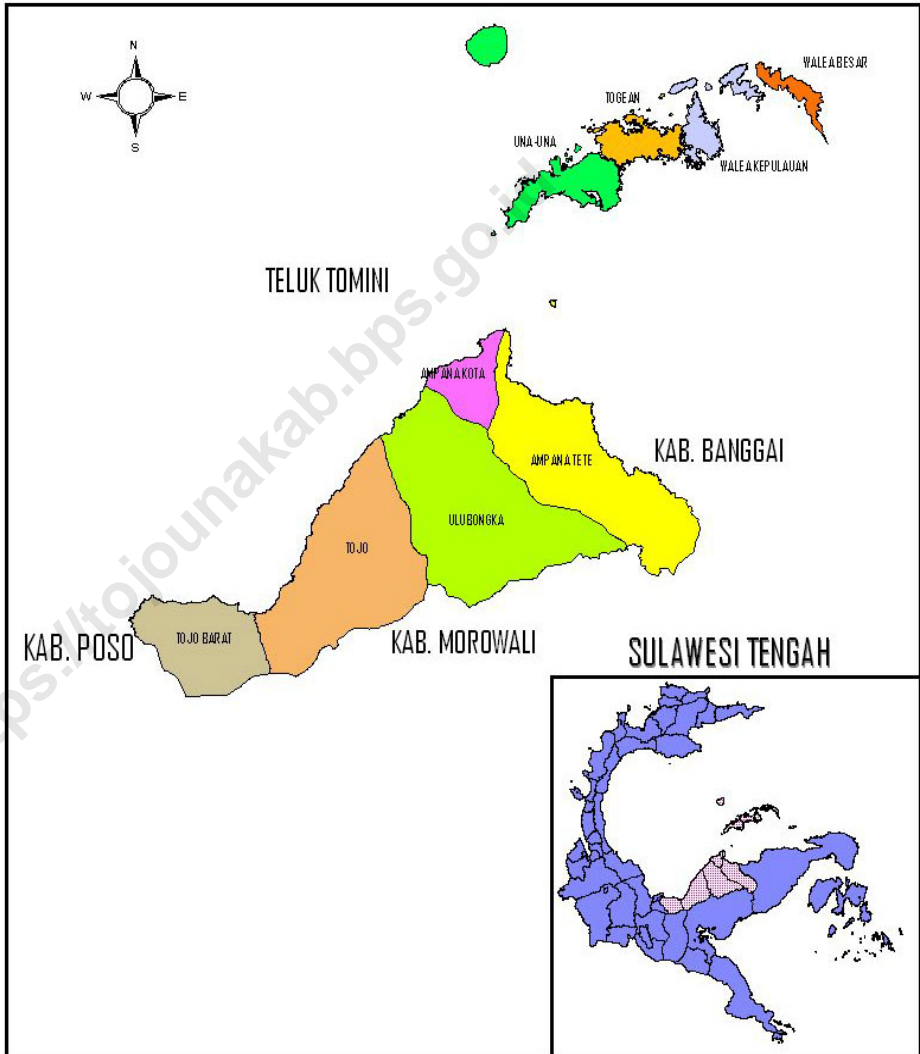 N
W E
S
WALEA BESAR
TOGEAN
UNA-UNA
WALEA KEPULAUAN
TELUK TOMINI
AMPANA KOTA
KAB. BANGGAI
AMPANA TETE
ULUBONGKA
TOJO
TOJO BARAT
KAB. POSO
KAB. MOROWALI
SULAWESI TENGAH
ps://tojounakab.bps.go.id